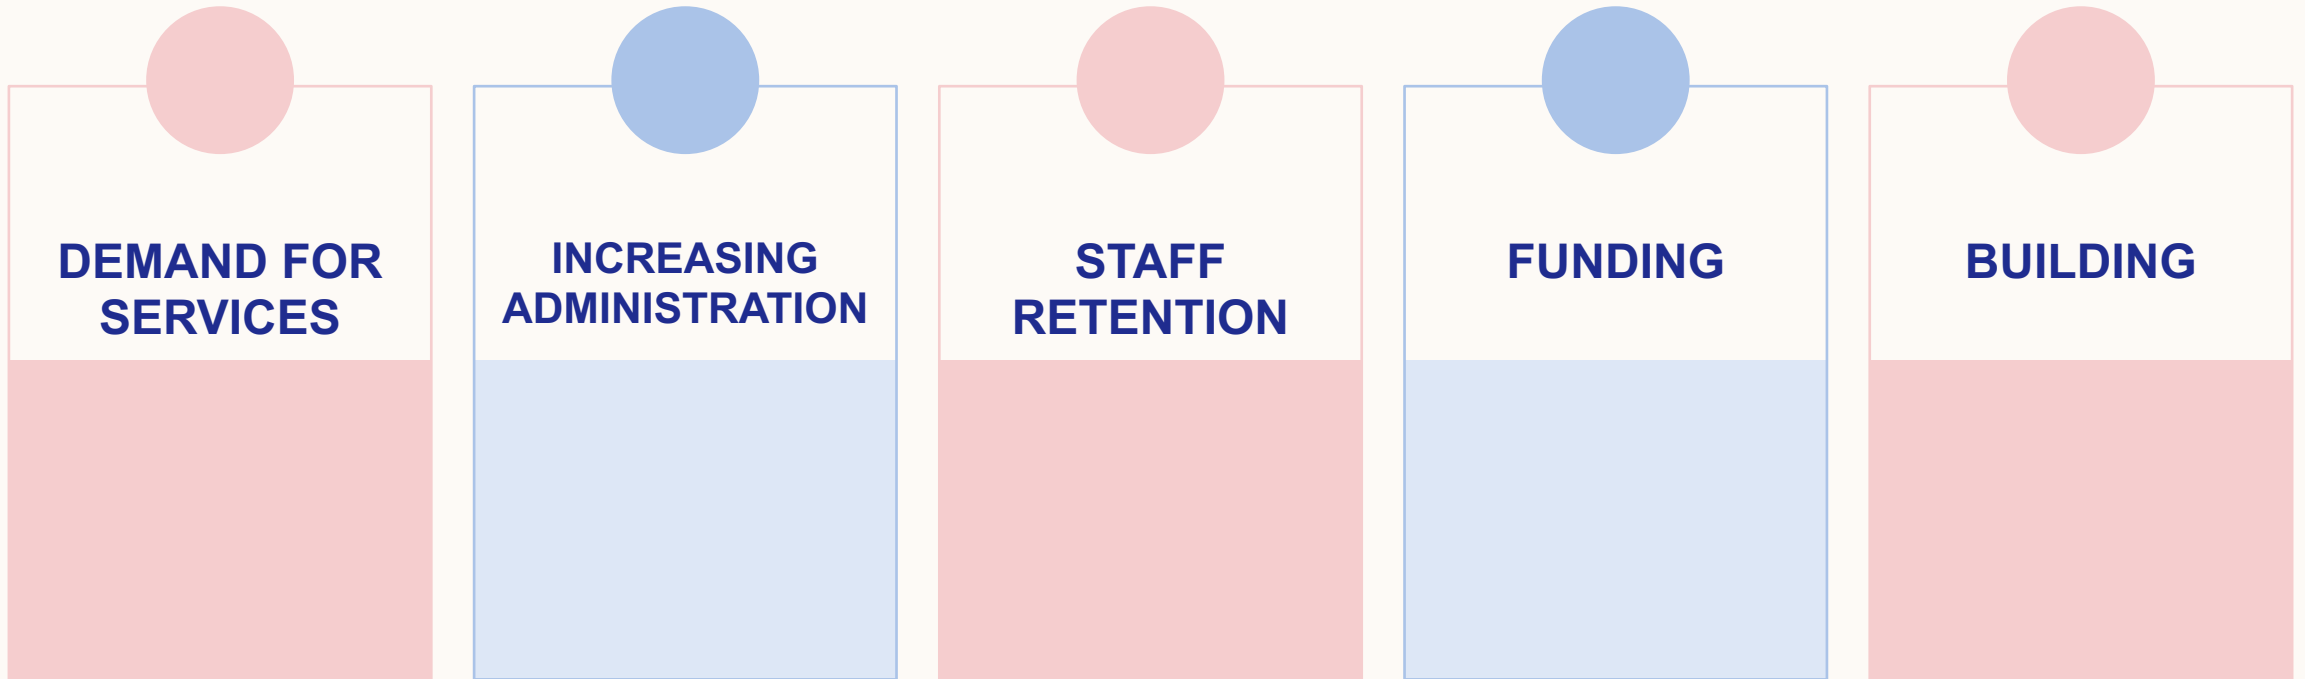 DEMAND FOR
SERVICES
INCREASING
ADMINISTRATION
STAFF
RETENTION
FUNDING
BUILDING